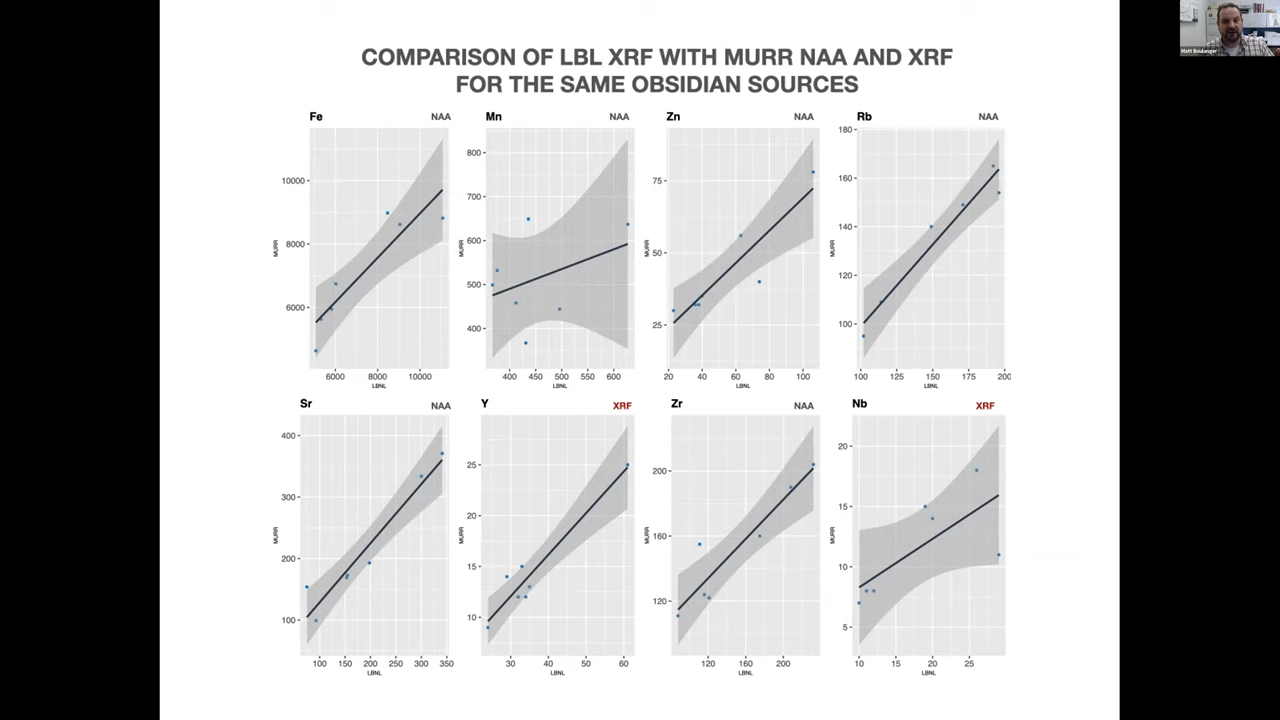 Matt Boulanger
COMPARISON OF LBL XRF WITH MURR NAA AND XRF
FOR THE SAME OBSIDIAN SOURCES
Fe NAA
10000
8000
6000
MURR
6000 8000 10000
LBNL
Mn NAA
800
700
600
500
400
MURR
400 450 500 550 600
LBNL
Zn NAA
75
50
25
MURR
20 40 60 80 100
LBNL
Rb NAA
180
160
140
120
100
MURR
100 125 150 175 200
LBNL
Sr NAA
400
300
200
100
MURR
100 150 200 250 300 350
LBNL
Y XRF
25
20
15
10
MURR
30 40 50 60
LBNL
Zr NAA
200
160
120
MURR
120 160 200
LBNL
Nb XRF
20
15
10
5
MURR
10 15 20 25
LBNL